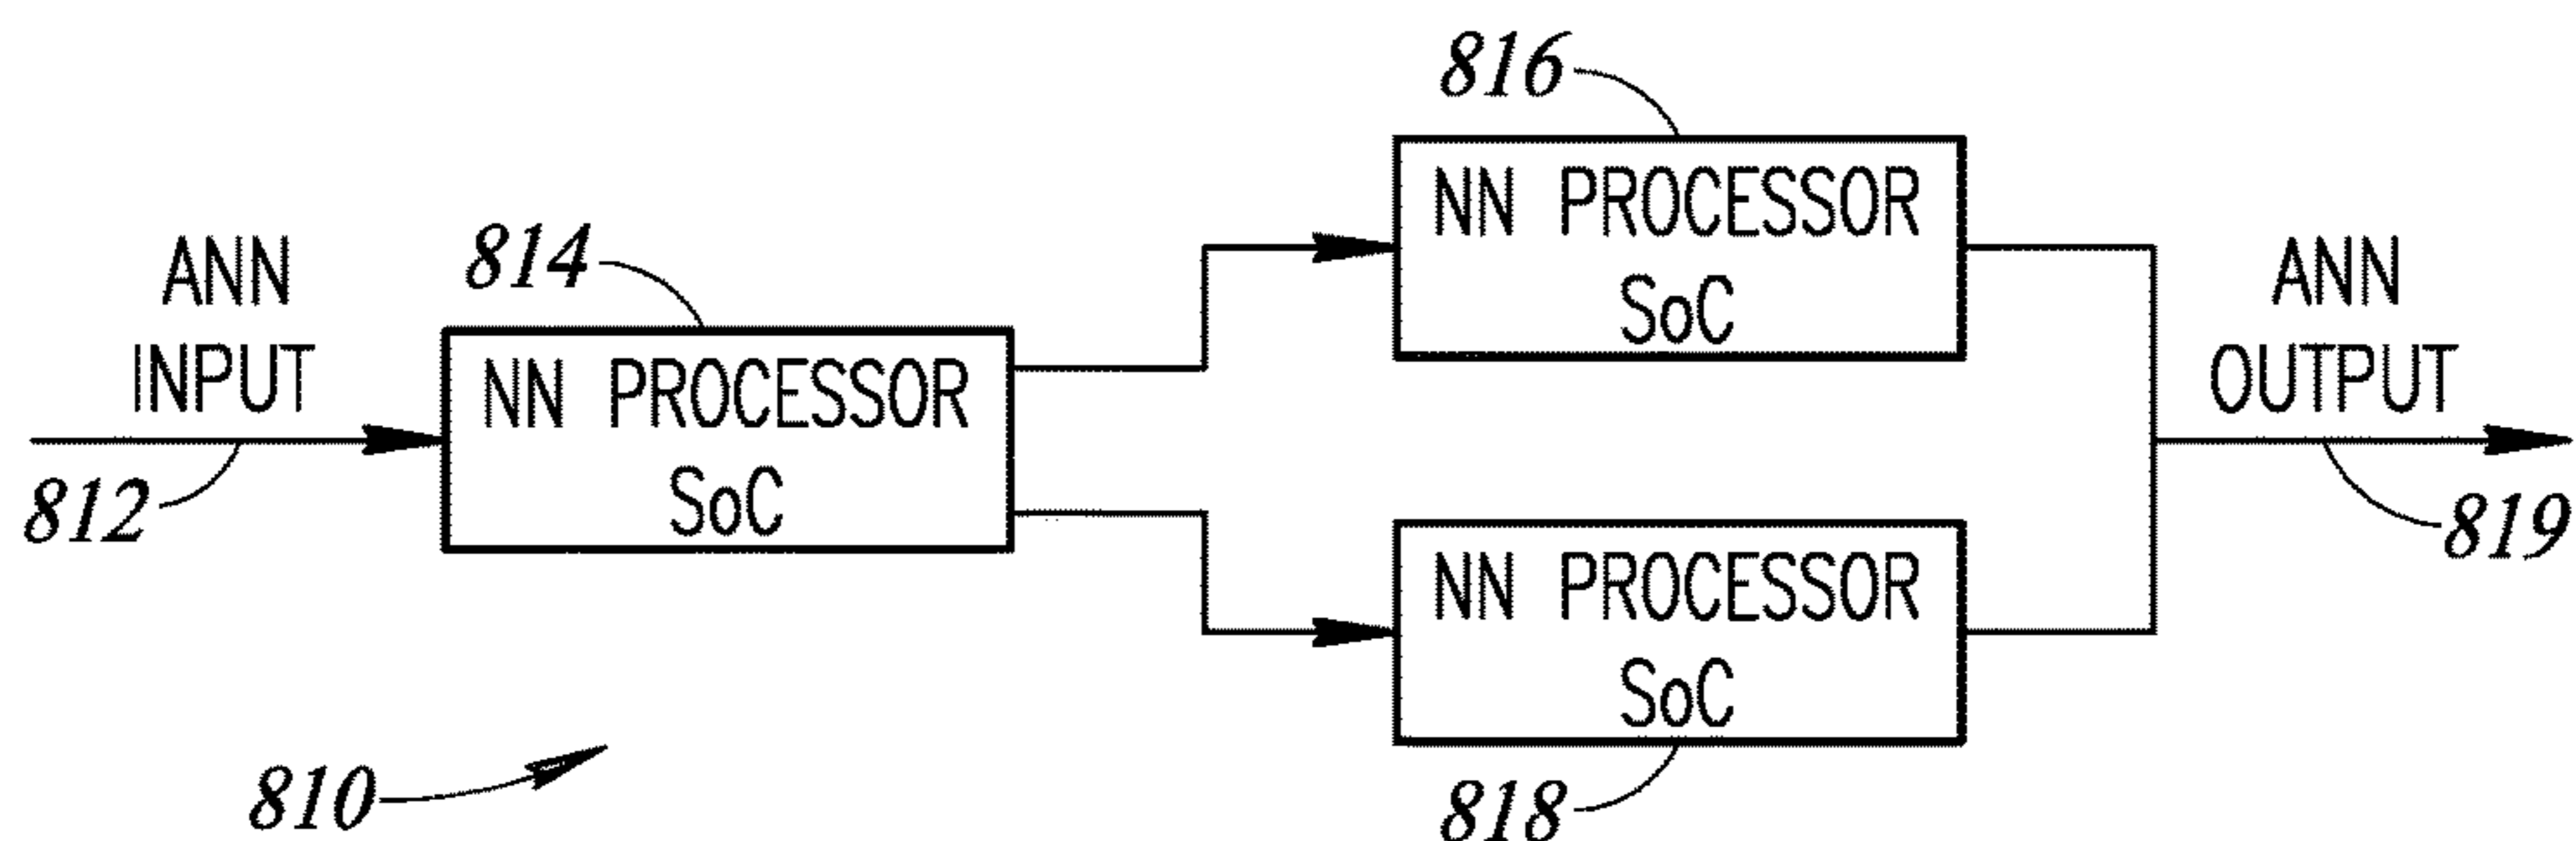 816
NN PROCESSOR
SoC
ANN
INPUT
814
NN PROCESSOR
SoC
ANN
OUTPUT
812
819
NN PROCESSOR
SoC
810
818